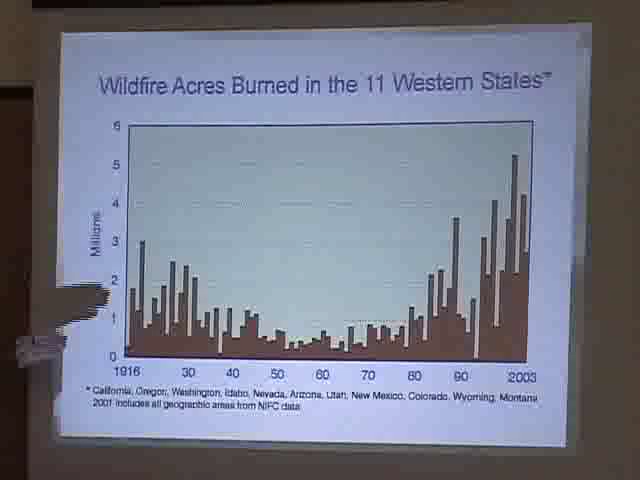 Wildfire Acres Burned in the 11 Western States*
6
5
4
3
2
1
0
Millions
1916 30 40 50 60 70 80 90 2003
* California, Oregon, Washington, Idaho, Nevada, Arizona, Utah, New Mexico, Colorado, Wyoming, Montana
2001 includes all geographic areas from NIFC data